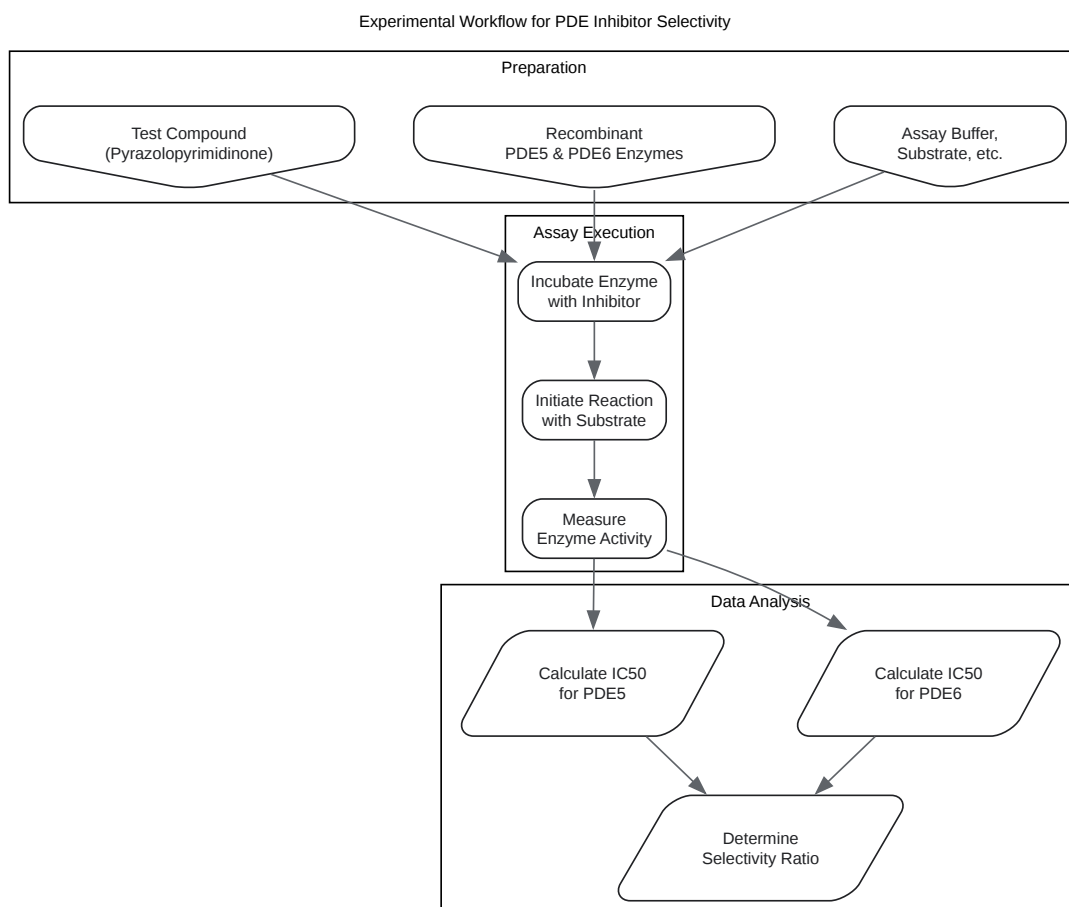 Experimental Workflow for PDE Inhibitor Selectivity
Preparation
Test Compound
(Pyrazolopyrimidinone)
Recombinant
PDE5 & PDE6 Enzymes
Assay Buffer,
Substrate, etc.
Assay Execution
Incubate Enzyme
with Inhibitor
Initiate Reaction
with Substrate
Measure
Enzyme Activity
Data Analysis
Calculate IC50
for PDE5
Calculate IC50
for PDE6
Determine
Selectivity Ratio